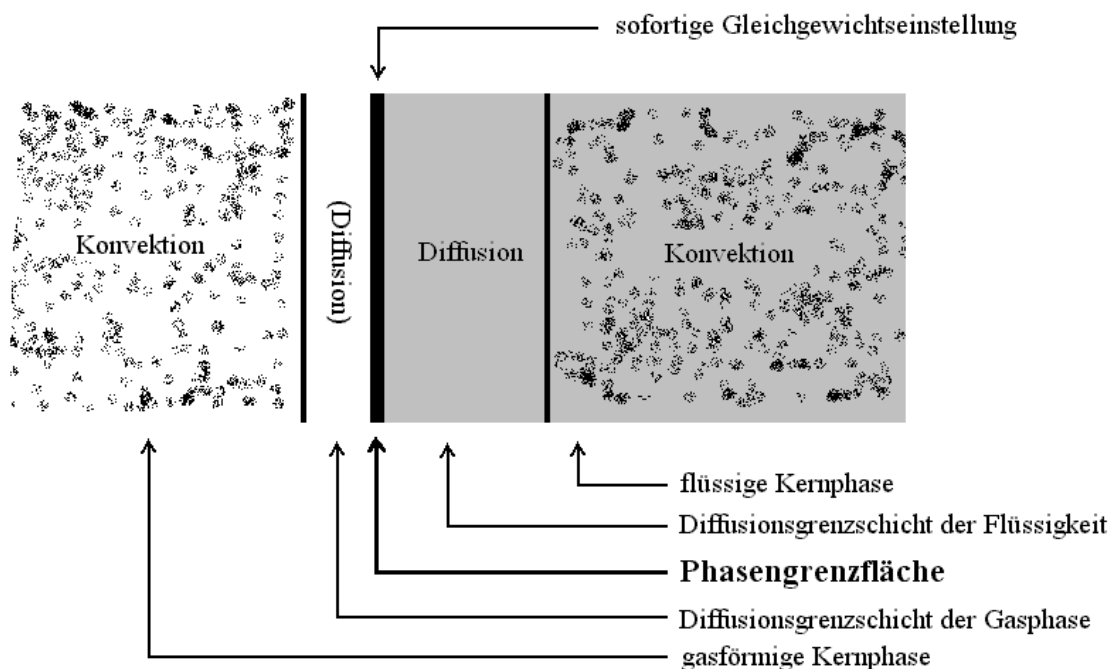 sofortige Gleichgewichtseinstellung
Konvektion
(Diffusion)
Diffusion
Konvektion
flüssige Kernphase
Diffusionsgrenzschicht der Flüssigkeit
Phasengrenzfläche
Diffusionsgrenzschicht der Gasphase
gasförmige Kernphase